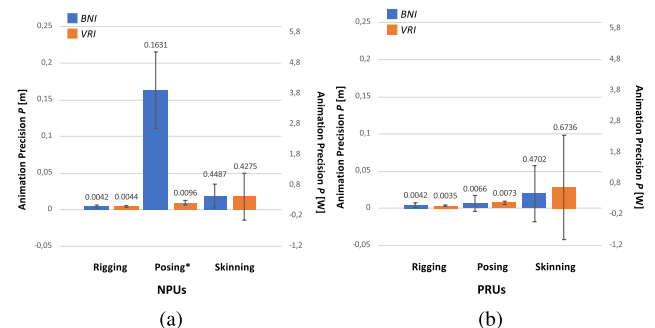 BNI
VRI
0,25
0,2
0,15
0,1
0,05
0
-0,05
Animation Precision P [m]
5,8
4,8
3,8
2,8
1,8
0,8
-0,2
-1,2
Animation Precision P [W]
0.0042 0.0044 0.1631 0.0096 0.4487 0.4275
Rigging Posing* Skinning
NPUs
(a)
BNI
VRI
0,25
0,2
0,15
0,1
0,05
0
-0,05
Animation Precision P [m]
5,8
4,8
3,8
2,8
1,8
0,8
-0,2
-1,2
Animation Precision P [W]
0.0042 0.0035 0.0066 0.0073 0.4702 0.6736
Rigging Posing Skinning
PRUs
(b)